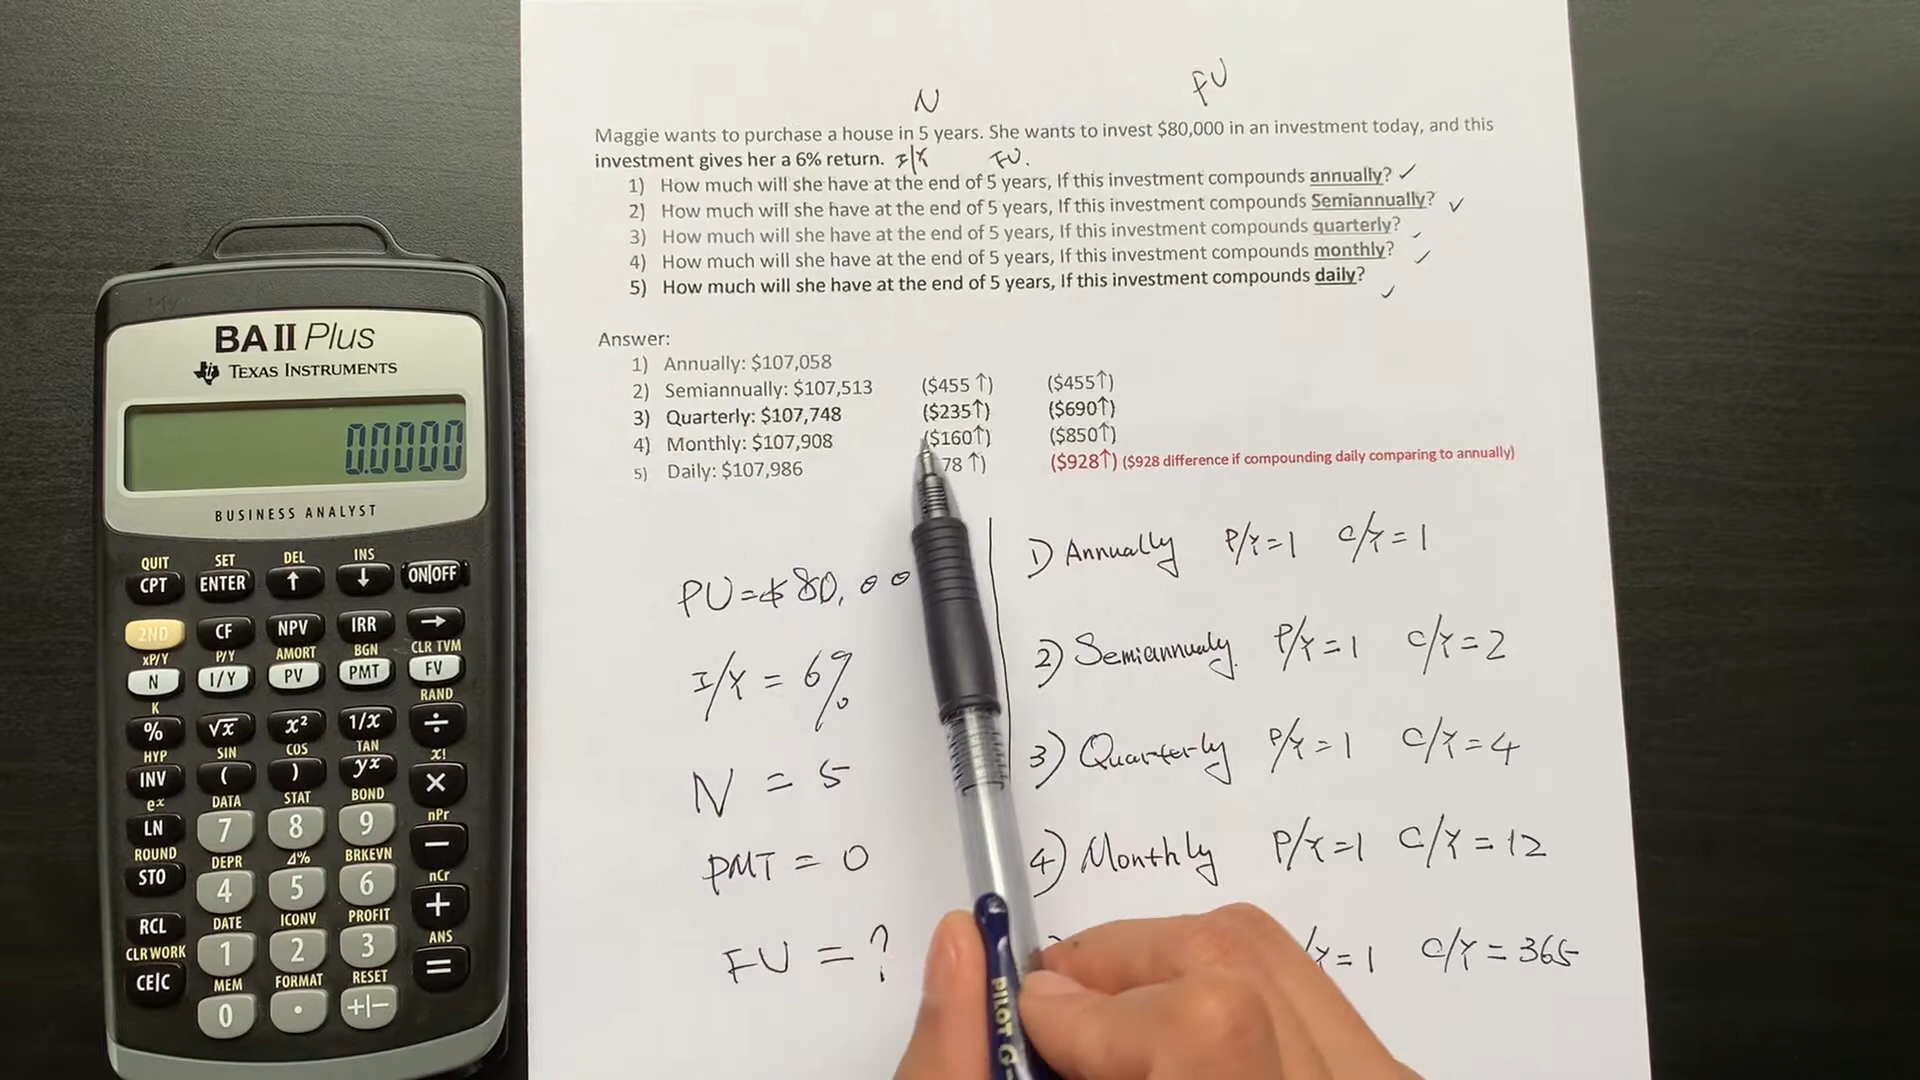 N
FV
Maggie wants to purchase a house in 5 years. She wants to invest $80,000 in an investment today, and this
investment gives her a 6% return. I/Y FV.
1) How much will she have at the end of 5 years, If this investment compounds annually? ✓
2) How much will she have at the end of 5 years, If this investment compounds Semiannually? ✓
3) How much will she have at the end of 5 years, If this investment compounds quarterly? ✓
4) How much will she have at the end of 5 years, If this investment compounds monthly? ✓
5) How much will she have at the end of 5 years, If this investment compounds daily? ✓
Answer:
1) Annually: $107,058
2) Semiannually: $107,513 ($455 ↑) ($455↑)
3) Quarterly: $107,748 ($235↑) ($690↑)
4) Monthly: $107,908 ($160↑) ($850↑)
5) Daily: $107,986 78 ↑) ($928↑) ($928 difference if compounding daily comparing to annually)
PV=$80,00
I/Y = 6%
N = 5
PMT = 0
FV = ?
1) Annually P/Y=1 C/Y=1
2) Semiannualy. P/Y=1 C/Y=2
3) Quarterly P/Y=1 C/Y=4
4) Monthly P/Y=1 C/Y=12
Y=1 C/Y=365
BA II Plus
TEXAS INSTRUMENTS
0.0000
BUSINESS ANALYST
QUIT SET DEL INS
CPT ENTER ↑ ↓ ON|OFF
2ND CF NPV IRR →
xP/Y P/Y AMORT BGN CLR TVM
N I/Y PV PMT FV
K RAND
% √x x² 1/x ÷
HYP SIN COS TAN x!
INV ( ) yx ×
ex DATA STAT BOND nPr
LN 7 8 9 −
ROUND DEPR Δ% BRKEVN nCr
STO 4 5 6 +
DATE ICONV PROFIT ANS
RCL 1 2 3 =
CLR WORK MEM FORMAT RESET
CE|C 0 . +|−
PILOT G